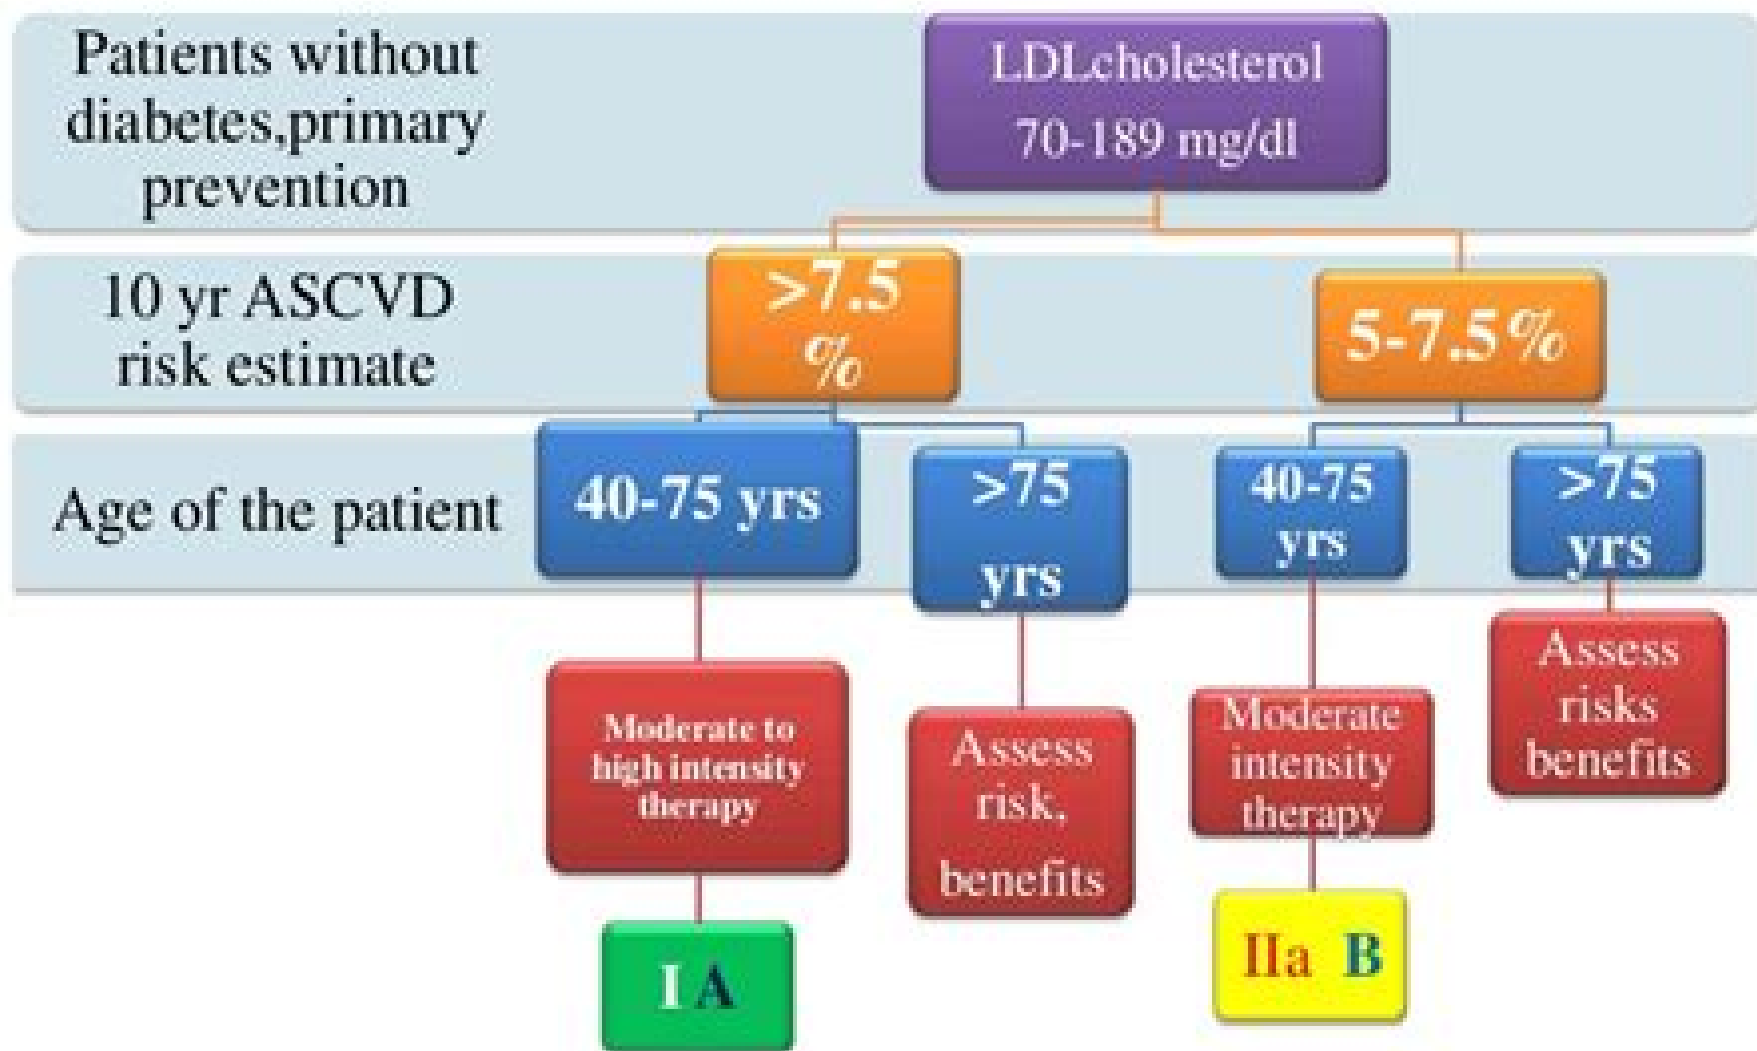 Patients without
diabetes,primary
prevention
LDLcholesterol
70-189 mg/dl
10 yr ASCVD
risk estimate
>7.5
%
5-7.5%
Age of the patient
40-75 yrs
>75
yrs
40-75
yrs
>75
yrs
Moderate to
high intensity
therapy
Assess
risk,
benefits
Moderate
intensity
therapy
Assess
risks
benefits
I A
IIa B